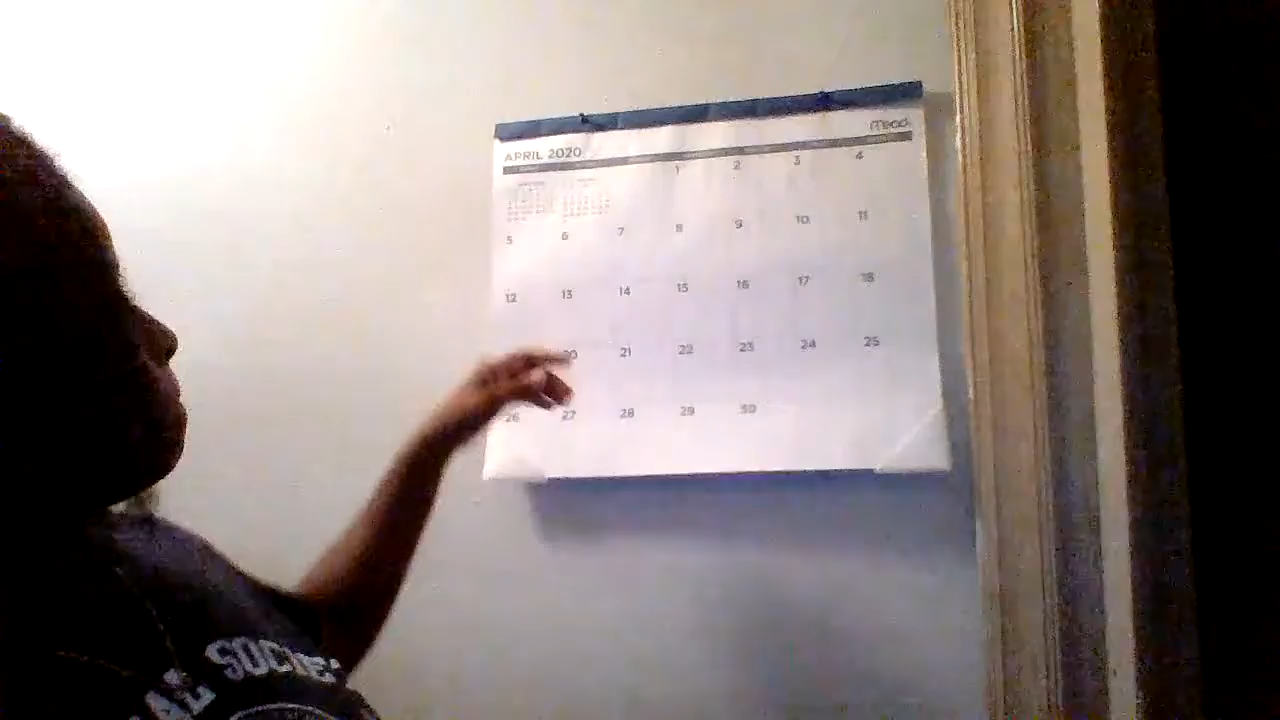 Mead
APRIL 2020
1 2 3 4
5 6 7 8 9 10 11
12 13 14 15 16 17 18
20 21 22 23 24 25
26 27 28 29 30
SOCIE